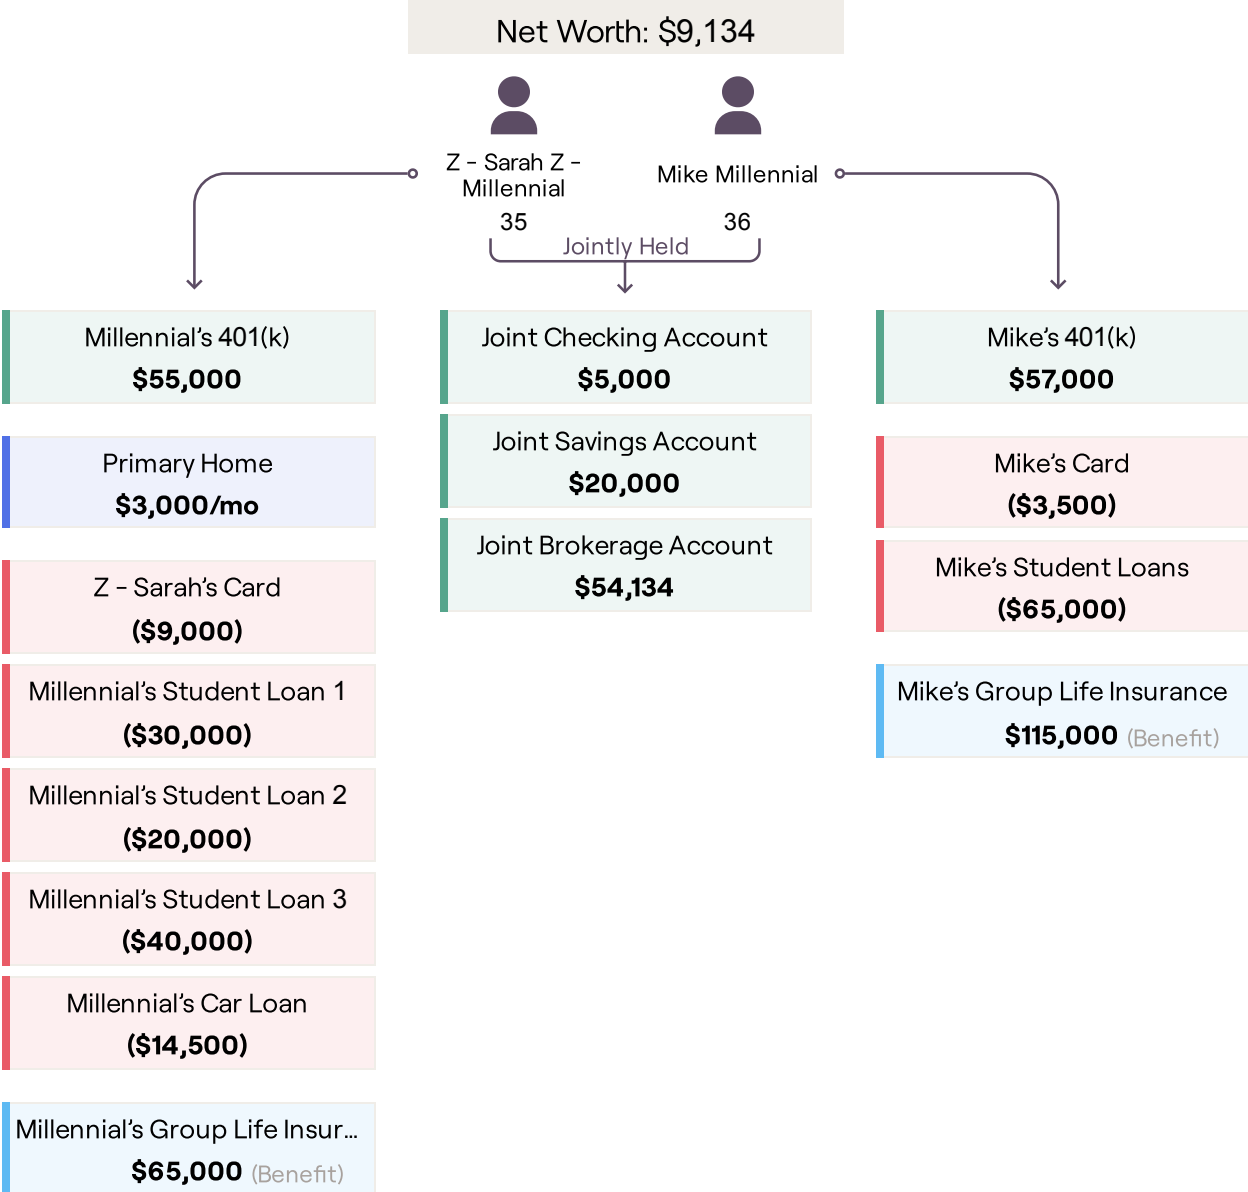 Net Worth: $9,134
Z - Sarah Z -
Millennial
35
Mike Millennial
36
Jointly Held
Millennial’s 401(k)
$55,000
Primary Home
$3,000/mo
Z - Sarah’s Card
($9,000)
Millennial’s Student Loan 1
($30,000)
Millennial’s Student Loan 2
($20,000)
Millennial’s Student Loan 3
($40,000)
Millennial’s Car Loan
($14,500)
Millennial’s Group Life Insur...
$65,000 (Benefit)
Joint Checking Account
$5,000
Joint Savings Account
$20,000
Joint Brokerage Account
$54,134
Mike’s 401(k)
$57,000
Mike’s Card
($3,500)
Mike’s Student Loans
($65,000)
Mike’s Group Life Insurance
$115,000 (Benefit)